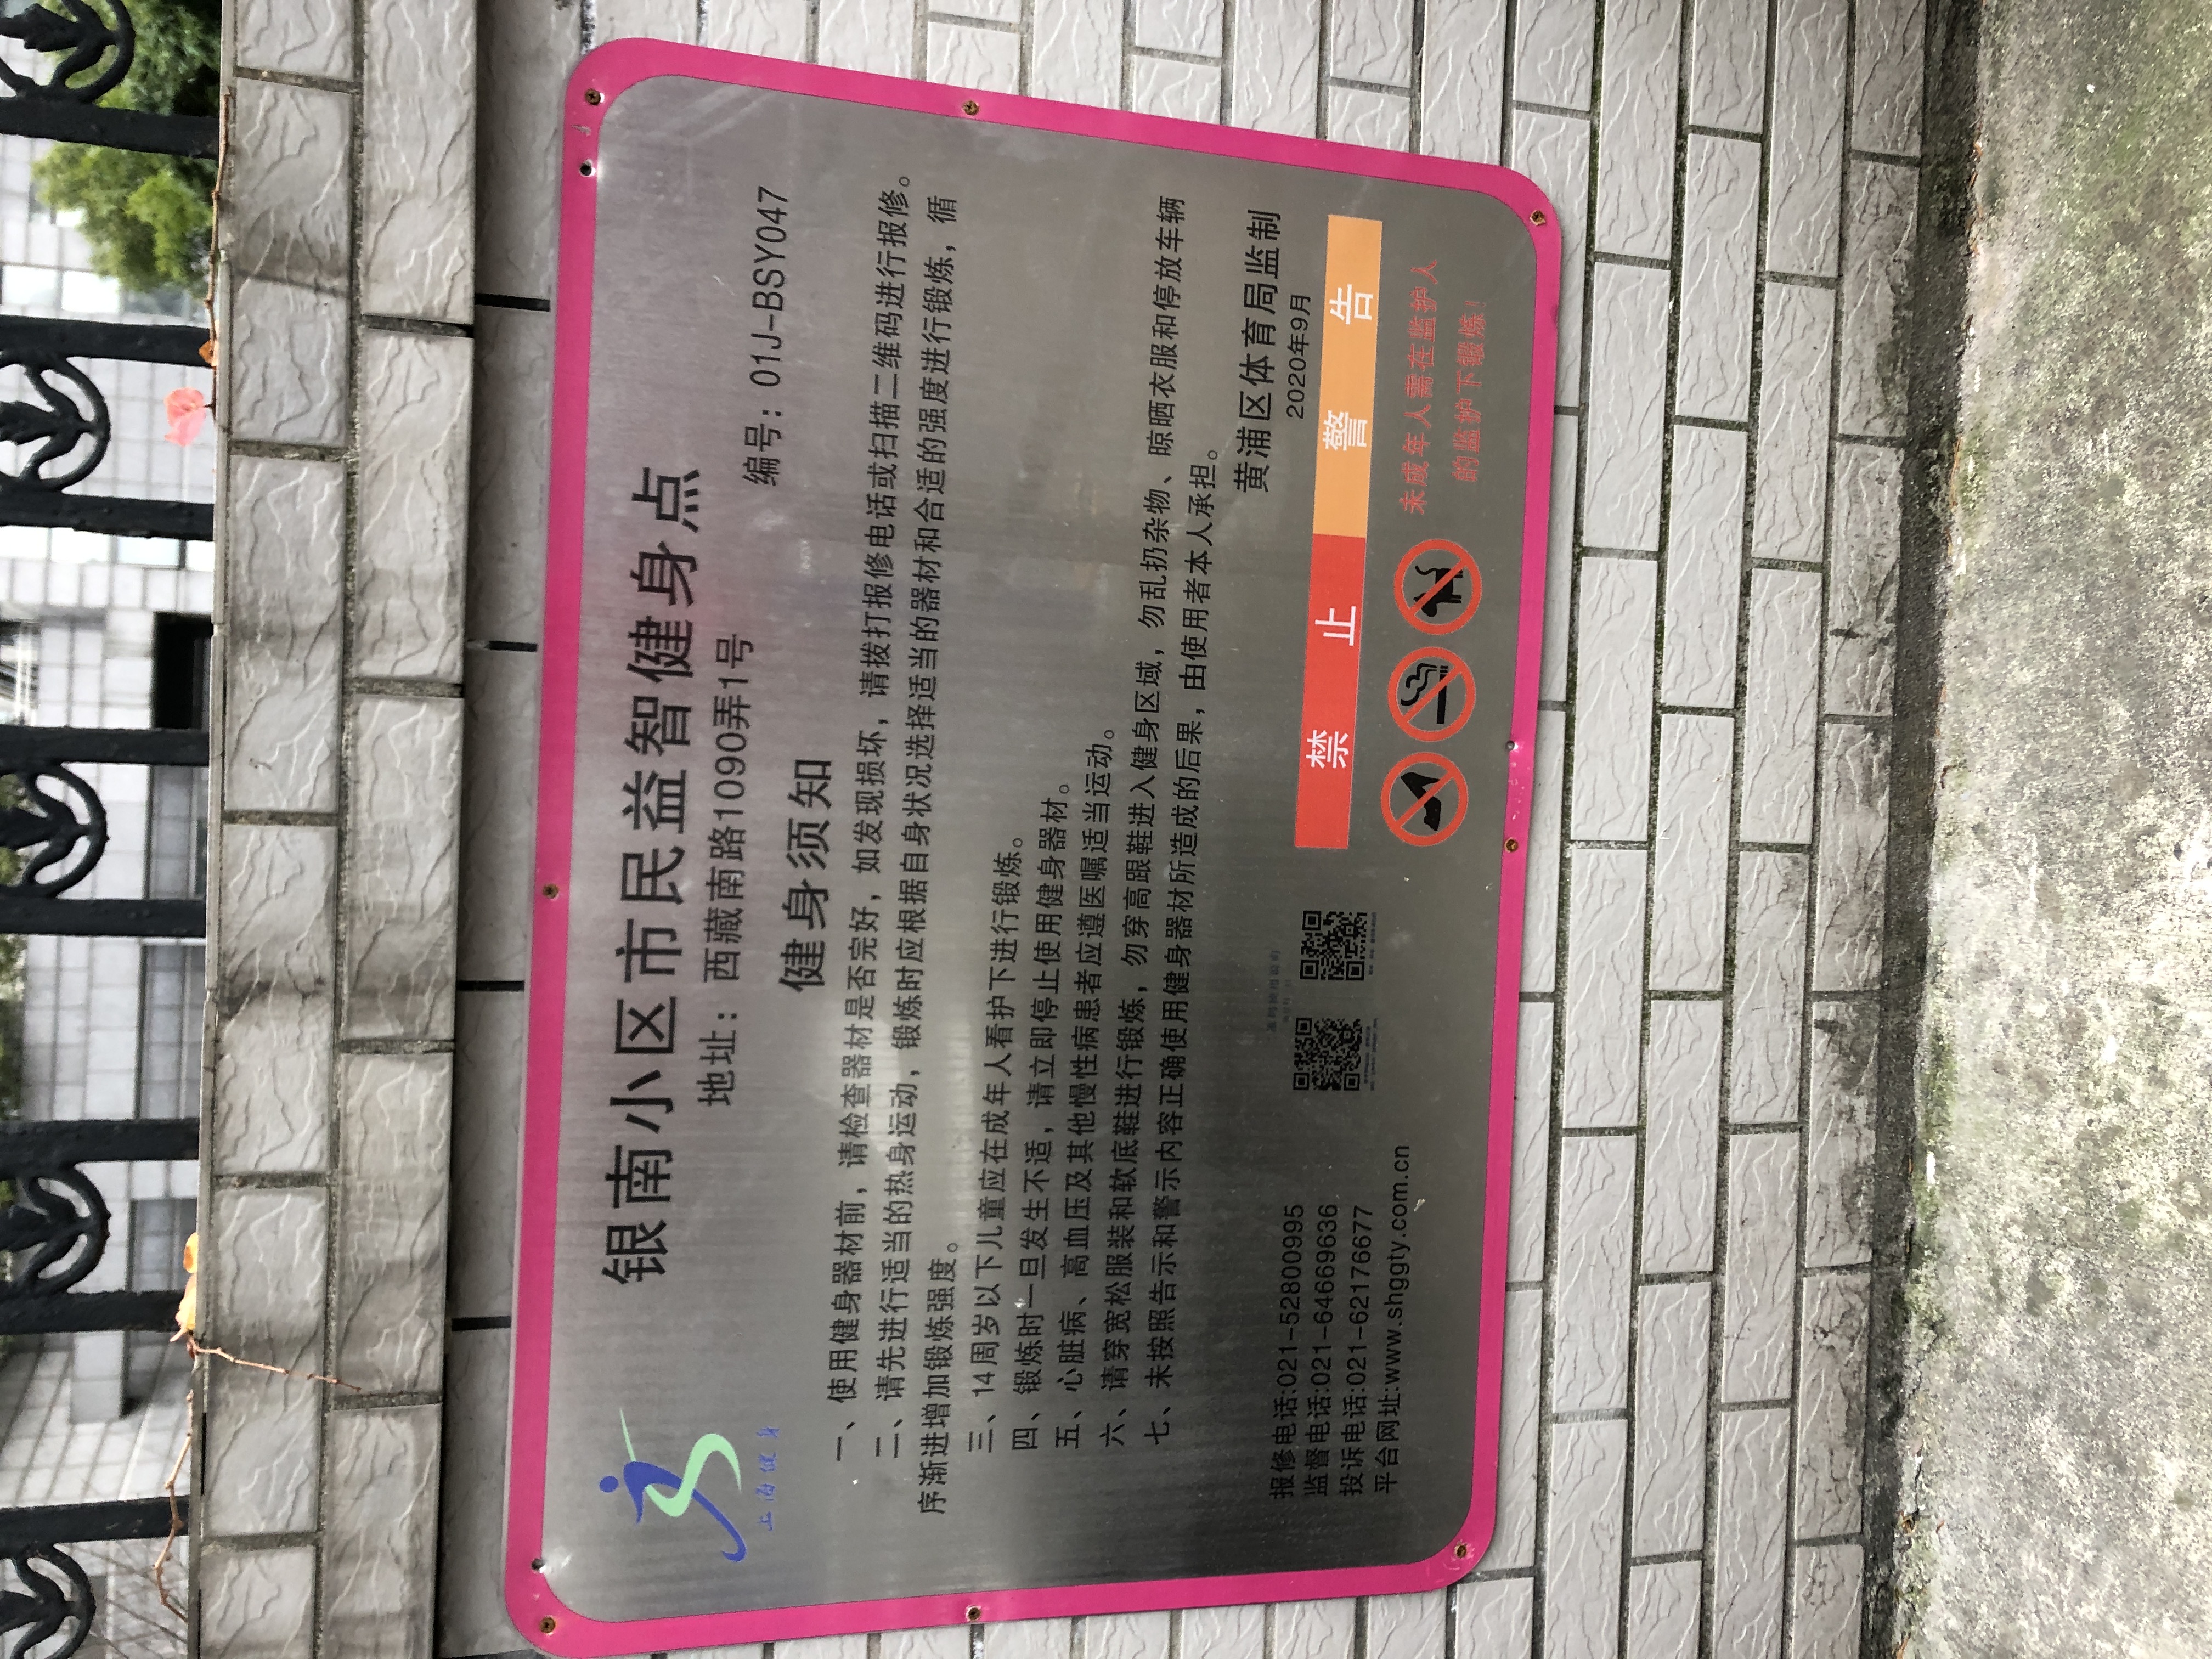 上海健身
银南小区市民益智健身点
地址：西藏南路1090弄1号
编号：01J-BSY047
健身须知
一、使用健身器材前，请检查器材是否完好，如发现损坏，请拨打报修电话或扫描二维码进行报修。
二、请先进行适当的热身运动，锻炼时应根据自身状况选择适当的器材和合适的强度进行锻炼，循
序渐进增加锻炼强度。
三、14周岁以下儿童应在成年人看护下进行锻炼。
四、锻炼时一旦发生不适，请立即停止使用健身器材。
五、心脏病、高血压及其他慢性病患者应遵医嘱适当运动。
六、请穿宽松服装和软底鞋进行锻炼，勿穿高跟鞋进入健身区域，勿乱扔杂物、晾晒衣服和停放车辆
七、未按照告示和警示内容正确使用健身器材所造成的后果，由使用者本人承担。
黄浦区体育局监制
2020年9月
报修电话:021-52800995
监督电话:021-64669636
投诉电话:021-62176677
平台网址:www.shggty.com.cn
禁 止
警 告
未成年人需在监护人
的监护下锻炼!